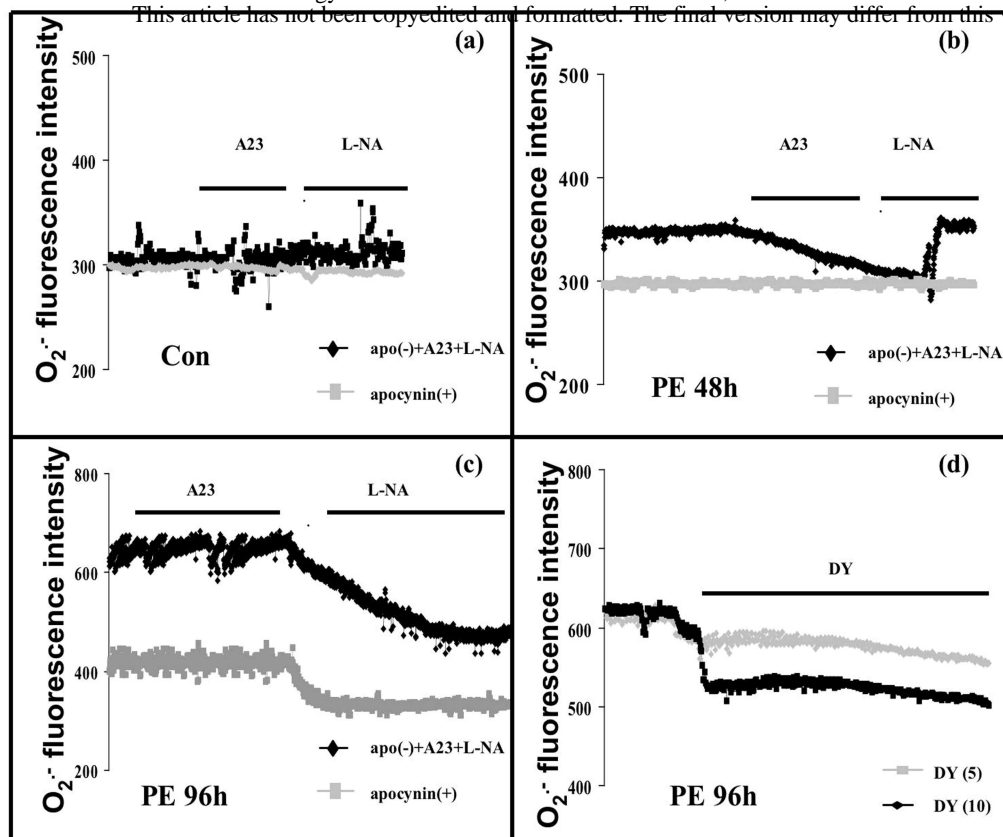 This article has not been copyedited and formatted. The final version may differ from this
(a)
O2·- fluorescence intensity
500
400
300
200
A23
L-NA
Con
apo(-)+A23+L-NA
apocynin(+)
(b)
O2·- fluorescence intensity
500
400
300
200
A23
L-NA
PE 48h
apo(-)+A23+L-NA
apocynin(+)
(c)
O2·- fluorescence intensity
800
600
400
200
A23
L-NA
PE 96h
apo(-)+A23+L-NA
apocynin(+)
(d)
O2·- fluorescence intensity
800
700
600
500
400
DY
PE 96h
DY (5)
DY (10)